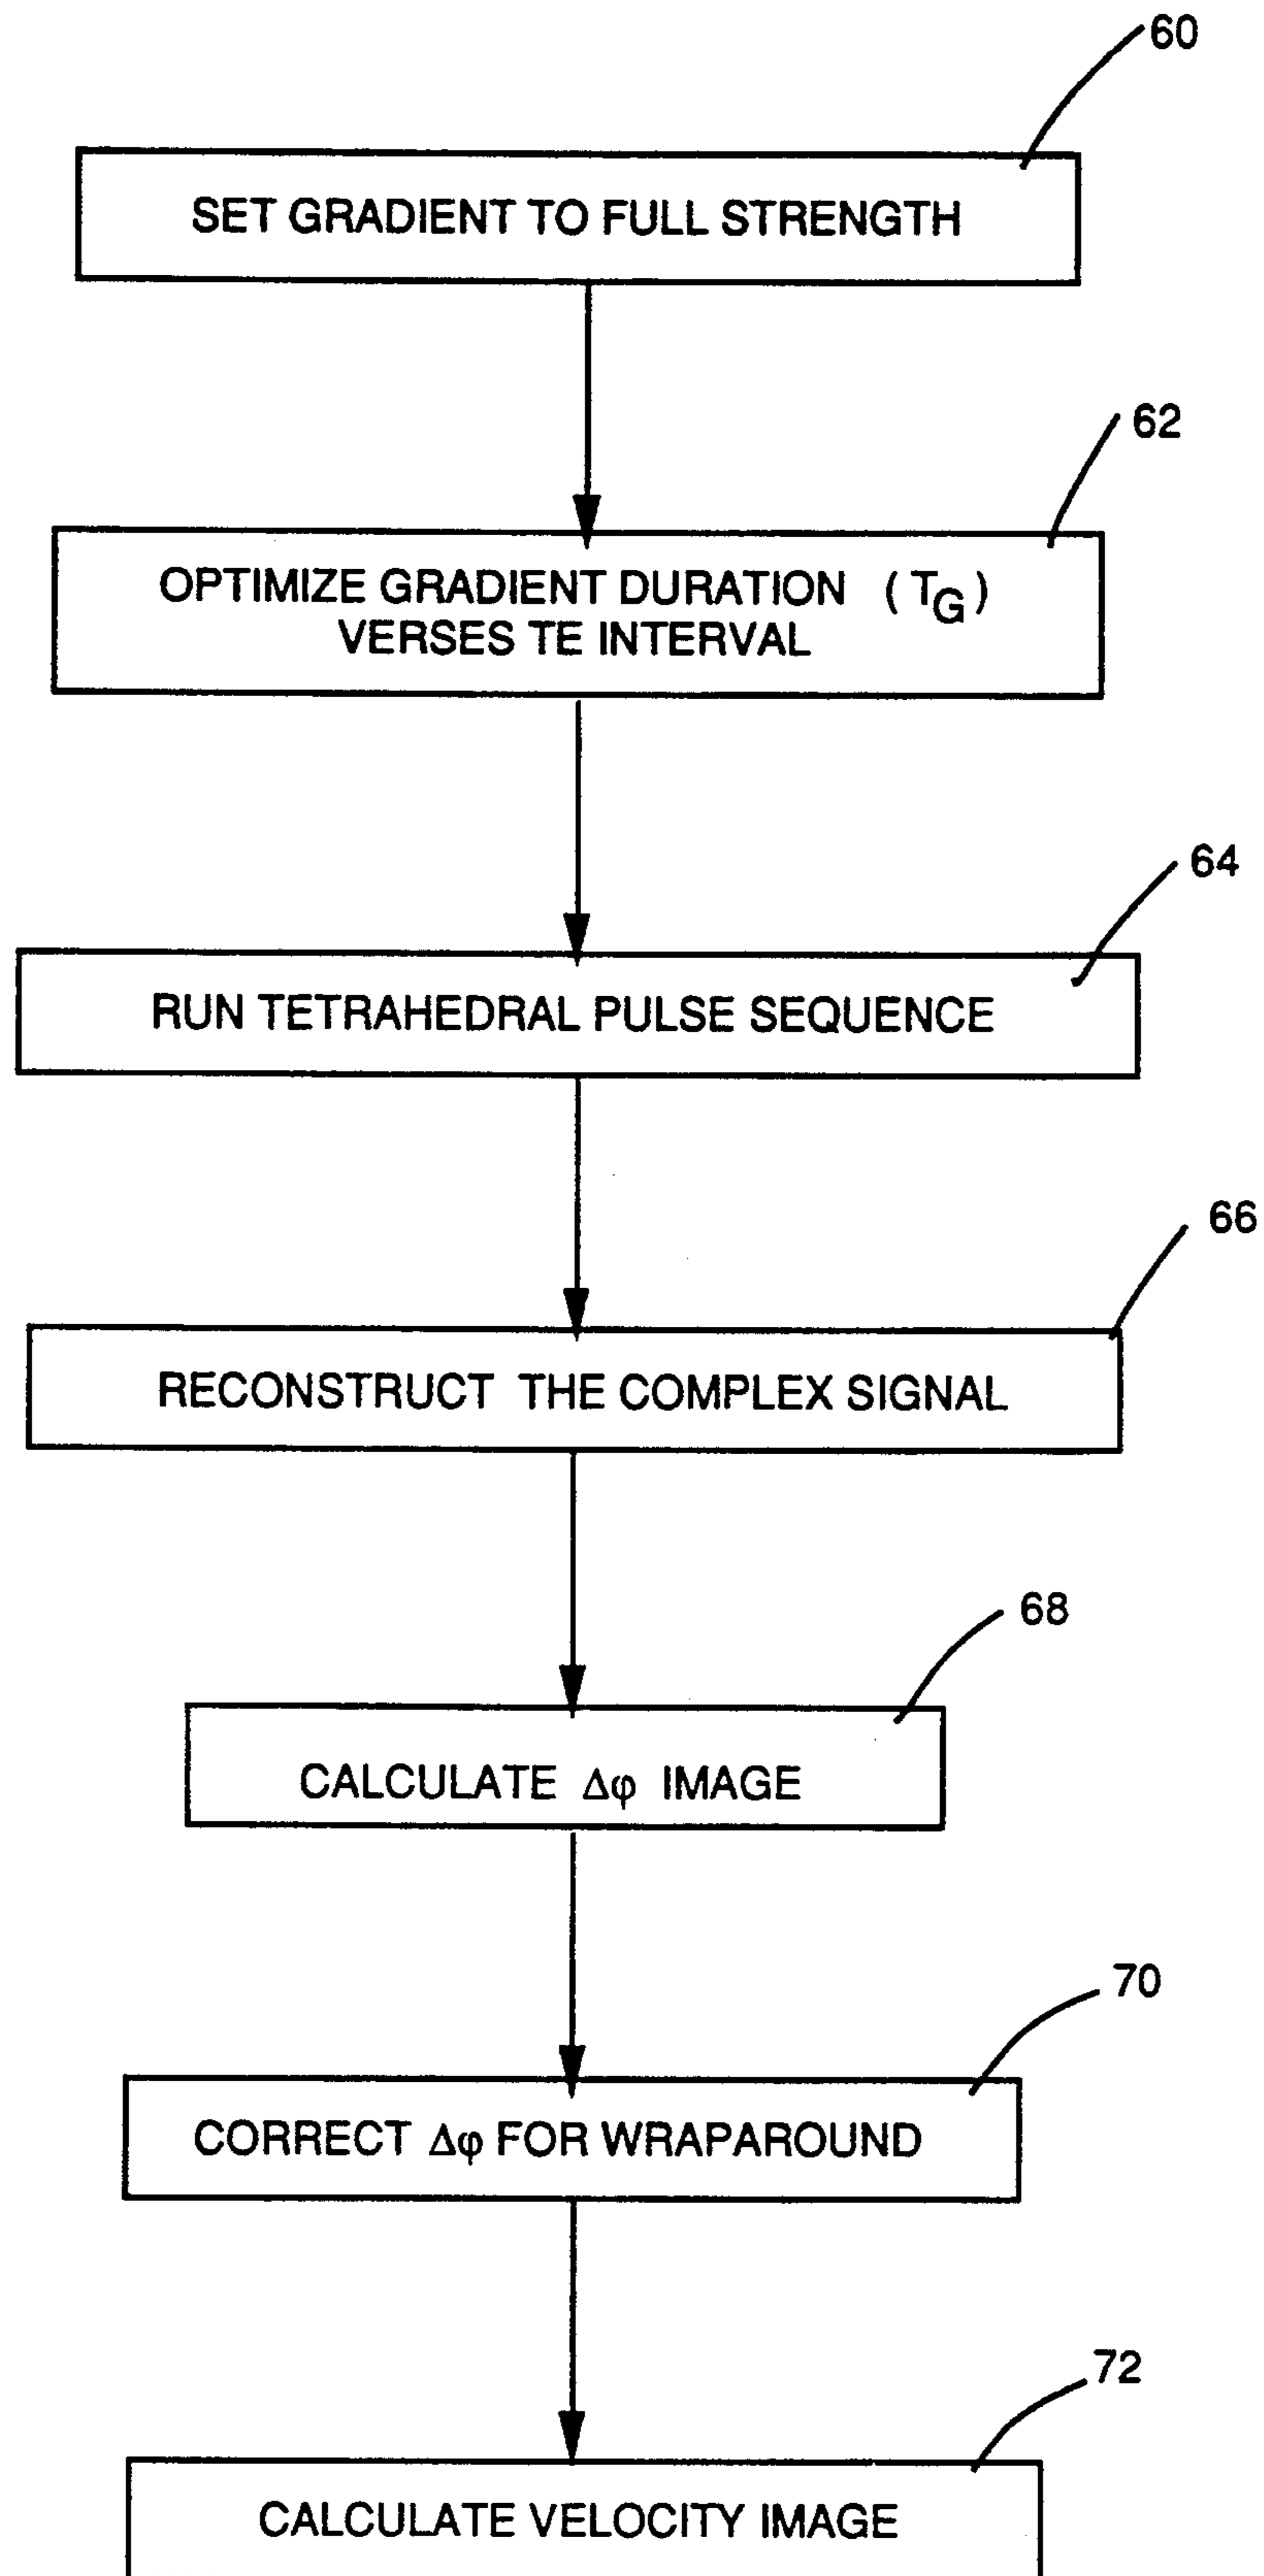 60
SET GRADIENT TO FULL STRENGTH
62
OPTIMIZE GRADIENT DURATION (TG)
VERSES TE INTERVAL
64
RUN TETRAHEDRAL PULSE SEQUENCE
66
RECONSTRUCT THE COMPLEX SIGNAL
68
CALCULATE Δφ IMAGE
70
CORRECT Δφ FOR WRAPAROUND
72
CALCULATE VELOCITY IMAGE